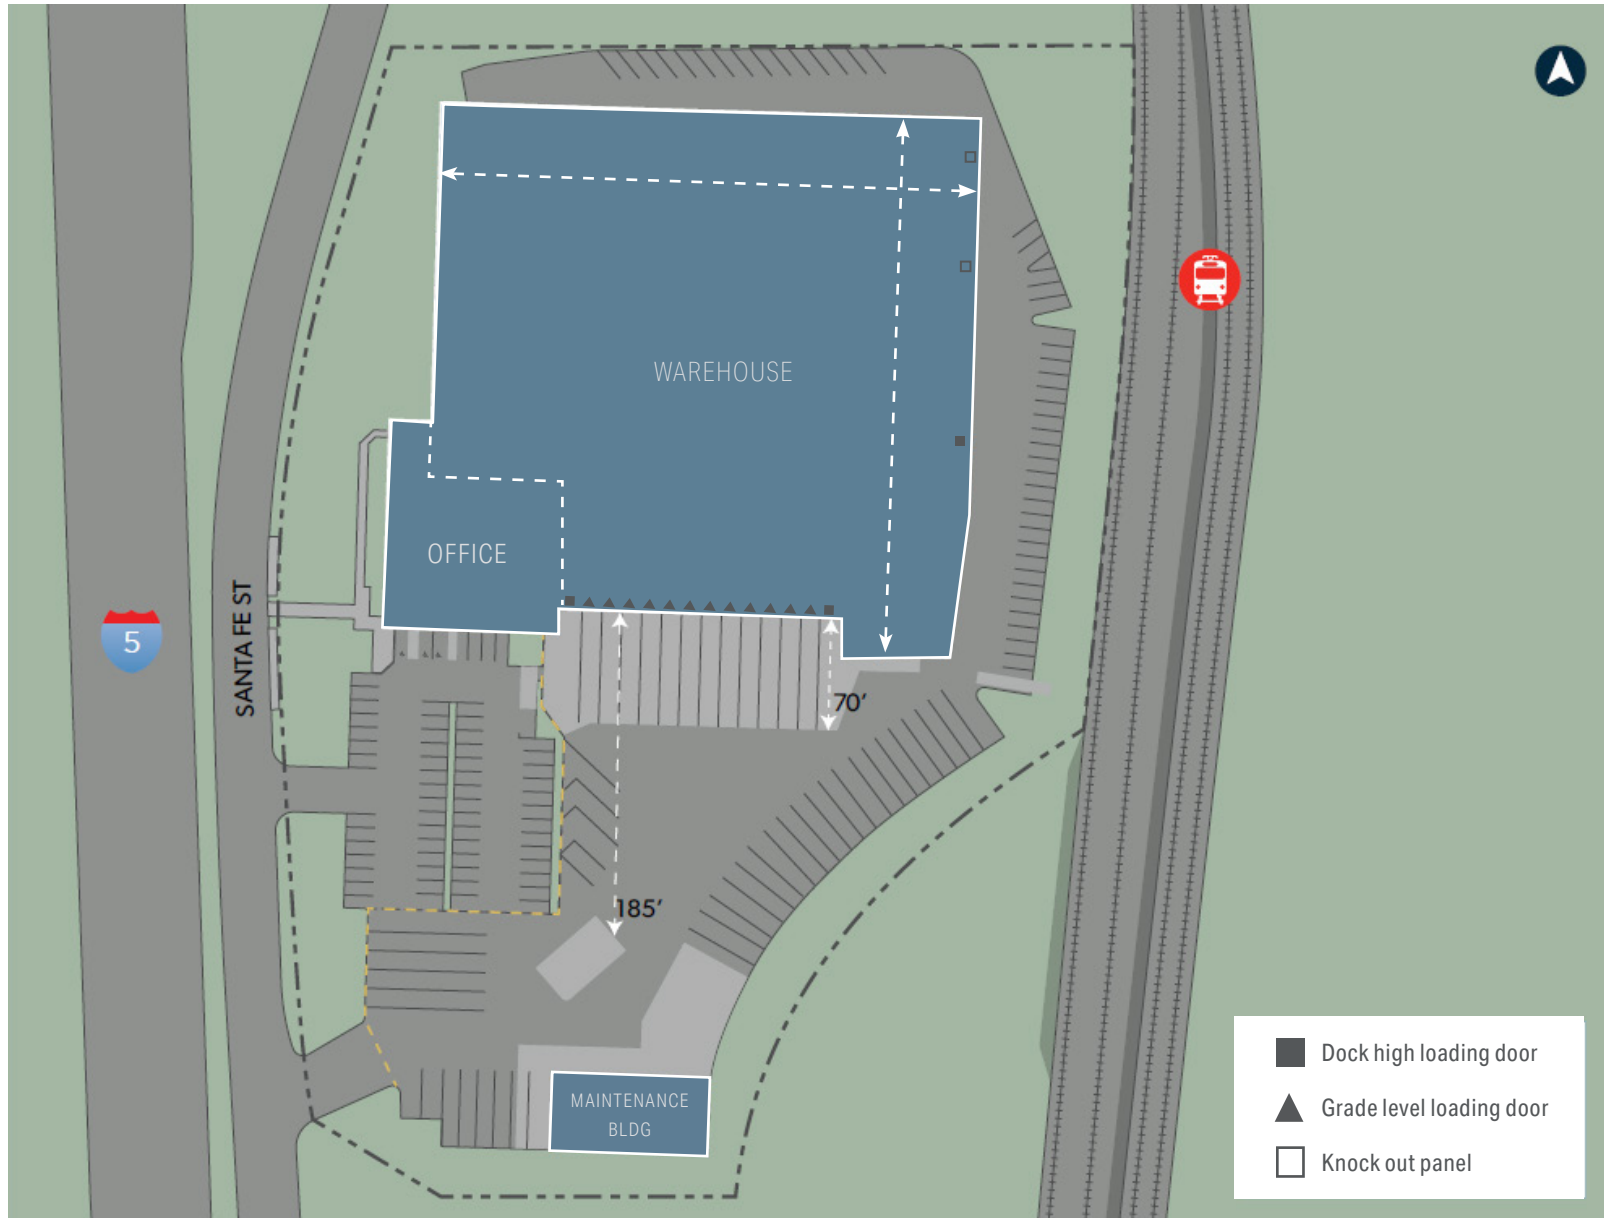 WAREHOUSE
OFFICE
5
SANTA FE ST
70’
185’
MAINTENANCE
BLDG
Dock high loading door
Grade level loading door
Knock out panel